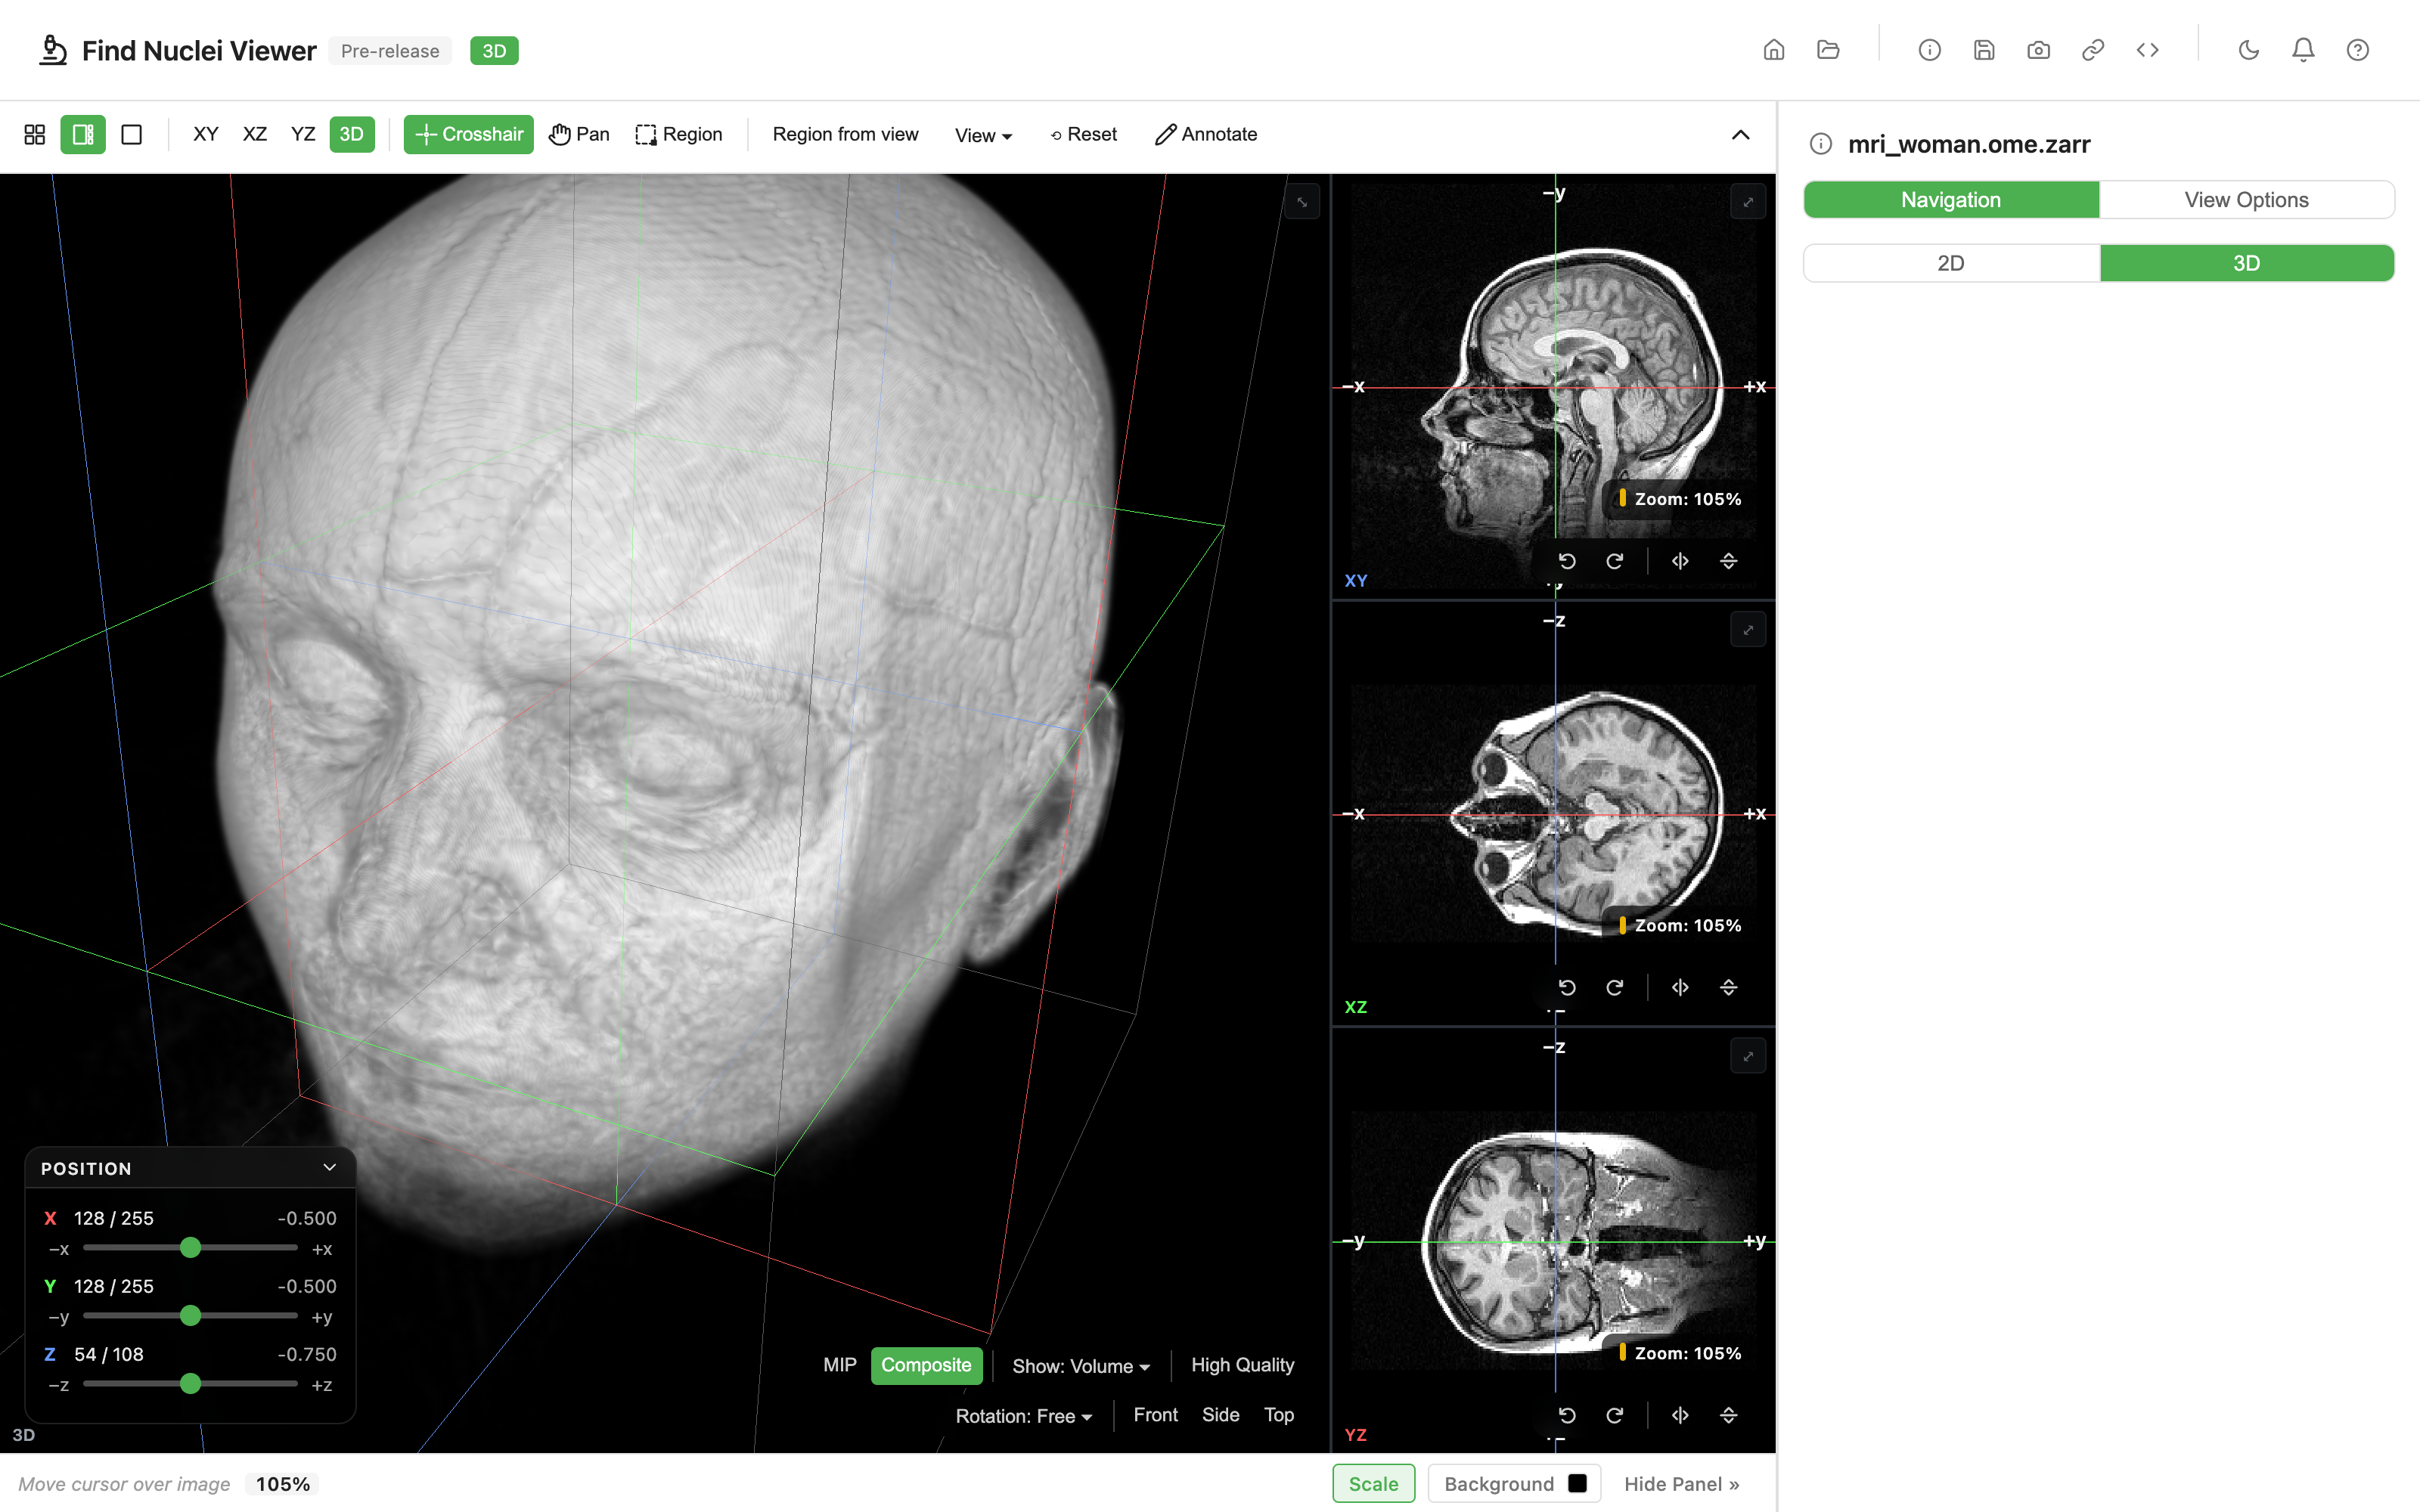 Find Nuclei Viewer Pre-release 3D
XY XZ YZ 3D Crosshair Pan Region Region from view View Reset Annotate
mri_woman.ome.zarr
Navigation View Options
2D 3D
−y
−x +x
Zoom: 105%
XY
−z
−x +x
Zoom: 105%
XZ
−z
−y +y
Zoom: 105%
YZ
POSITION
X 128 / 255 -0.500
−x +x
Y 128 / 255 -0.500
−y +y
Z 54 / 108 -0.750
−z +z
MIP Composite Show: Volume High Quality
Rotation: Free Front Side Top
3D
Move cursor over image 105%
Scale Background Hide Panel »